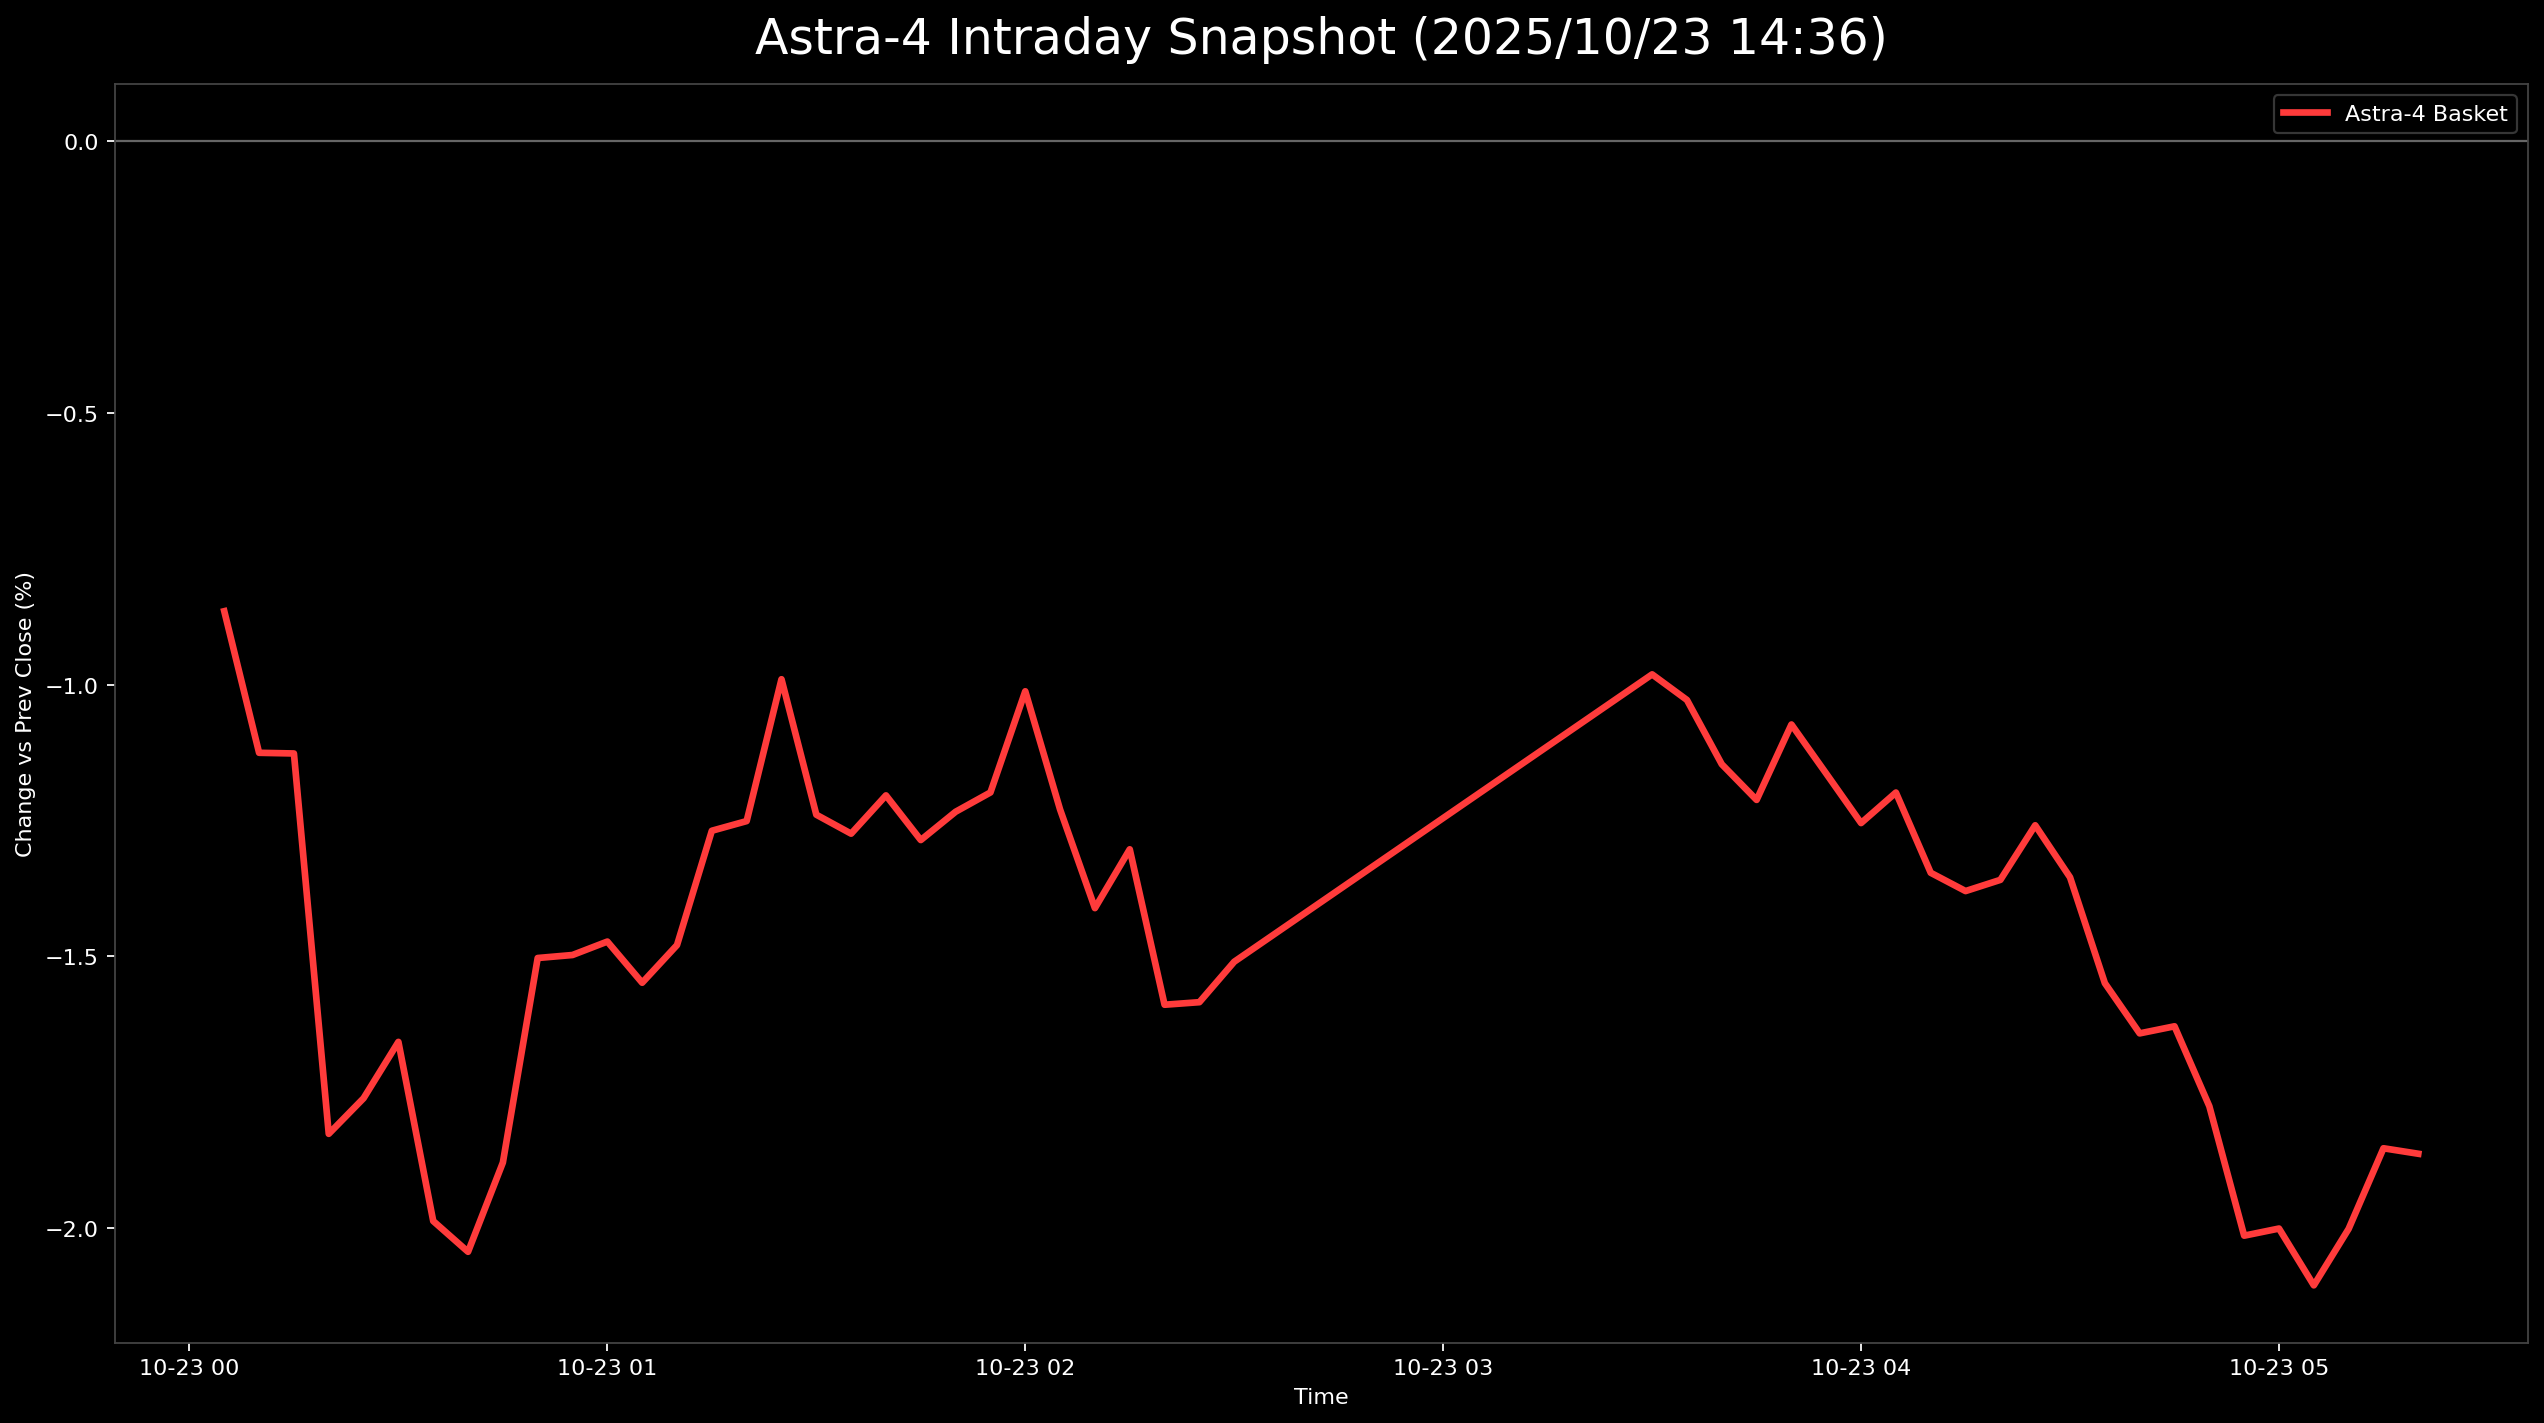 Astra-4 Intraday Snapshot (2025/10/23 14:36)
Astra-4 Basket
Change vs Prev Close (%)
0.0
−0.5
−1.0
−1.5
−2.0
10-23 00
10-23 01
10-23 02
10-23 03
10-23 04
10-23 05
Time